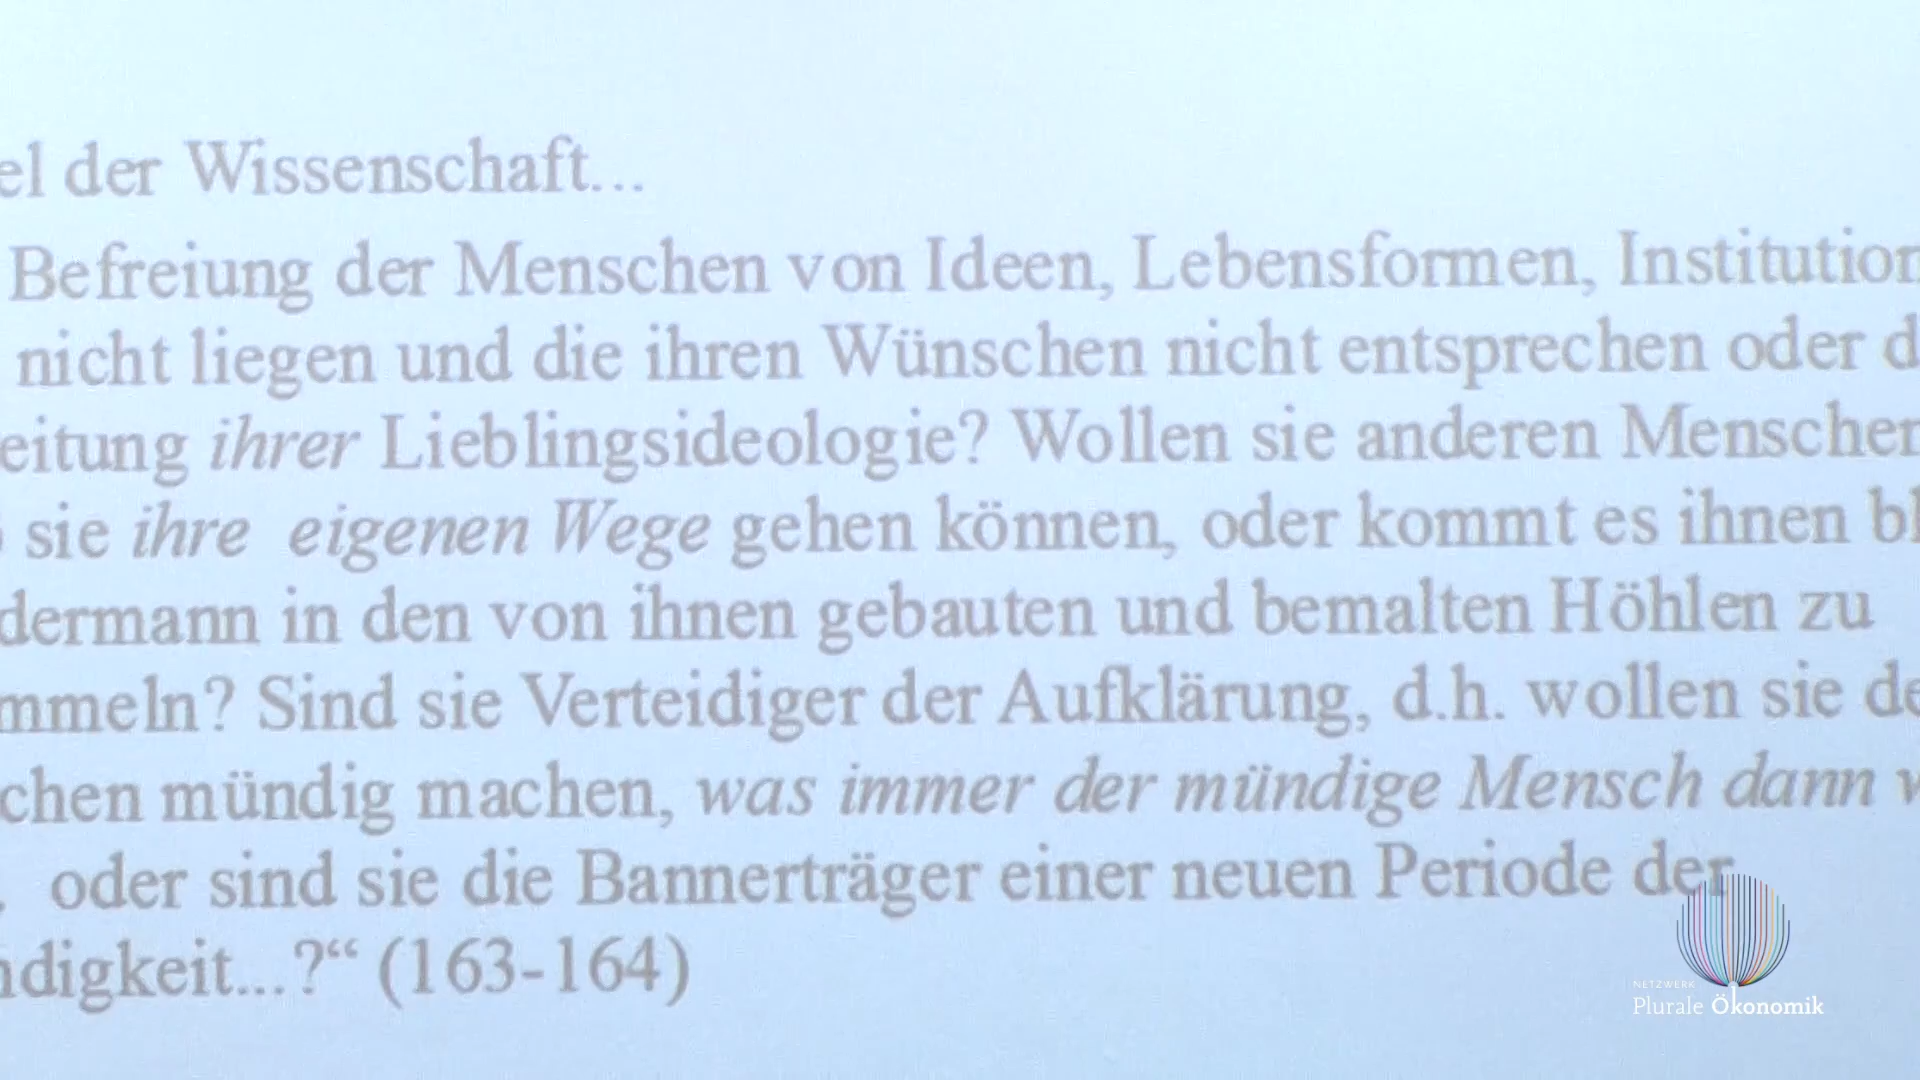 el der Wissenschaft...
Befreiung der Menschen von Ideen, Lebensformen, Institution
nicht liegen und die ihren Wünschen nicht entsprechen oder d
eitung ihrer Lieblingsideologie? Wollen sie anderen Menschen
sie ihre eigenen Wege gehen können, oder kommt es ihnen bl
dermann in den von ihnen gebauten und bemalten Höhlen zu
mmeln? Sind sie Verteidiger der Aufklärung, d.h. wollen sie de
chen mündig machen, was immer der mündige Mensch dann w
oder sind sie die Bannerträger einer neuen Periode der
ndigkeit...?“ (163-164)
NETZWERK
Plurale Ökonomik